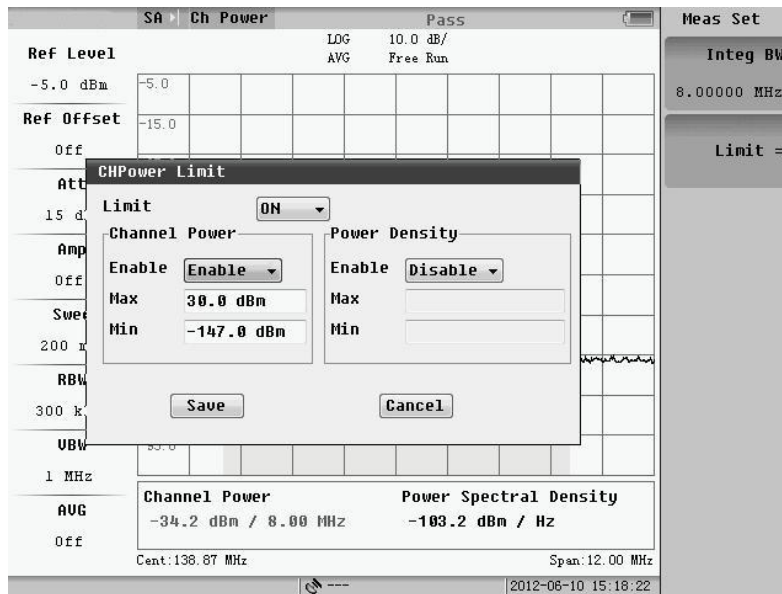 SA Ch Power Pass Meas Set
LOG 10.0 dB/
AVG Free Run
Ref Level
-5.0 dBm
-5.0
Ref Offset
Off
-15.0
Integ BW
8.00000 MHz
Limit =
CHPower Limit
Att
15 d
Limit ON
Channel Power
Power Density
Amp
Off
Enable Enable
Enable Disable
Max 30.0 dBm
Max
Min -147.0 dBm
Min
200 m
RBW
300 k
Save Cancel
VBW
1 MHz
AVG
Off
Channel Power
-34.2 dBm / 8.00 MHz
Power Spectral Density
-103.2 dBm / Hz
Cent:138.87 MHz
Span:12.00 MHz
---
2012-06-10 15:18:22